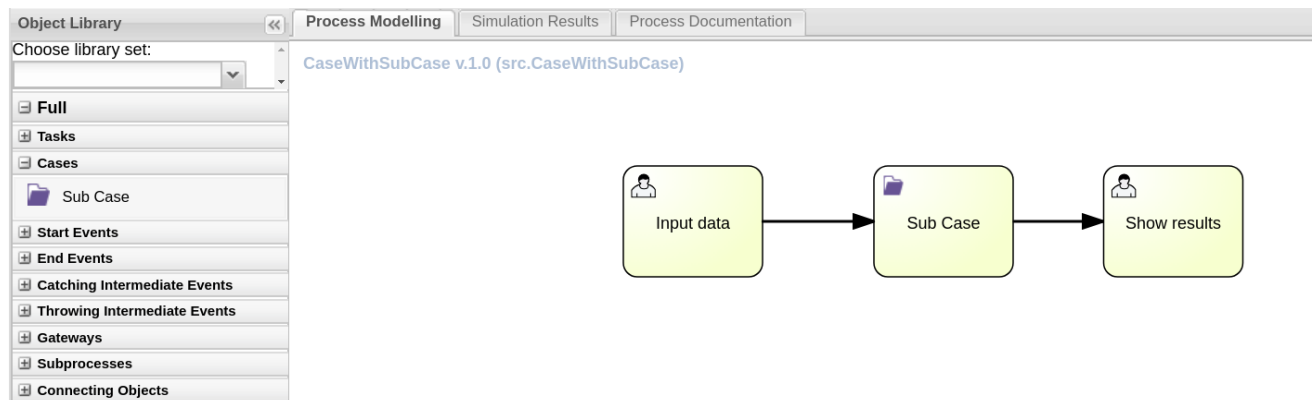 Object Library
Process Modelling
Simulation Results
Process Documentation
Choose library set:
CaseWithSubCase v.1.0 (src.CaseWithSubCase)
Full
Tasks
Cases
Sub Case
Start Events
End Events
Catching Intermediate Events
Throwing Intermediate Events
Gateways
Subprocesses
Connecting Objects
Input data
Sub Case
Show results